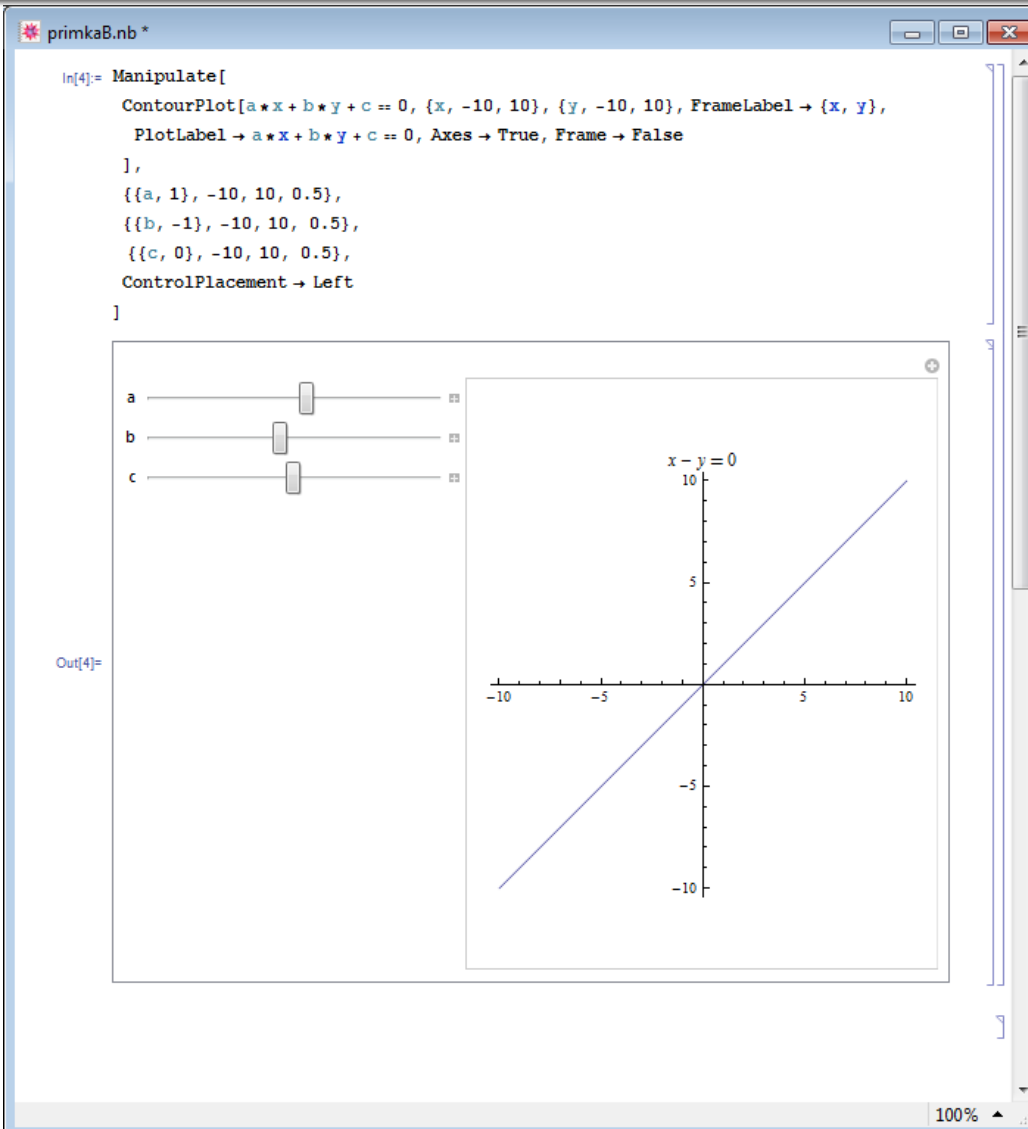 primkaB.nb *
In[4]:= Manipulate[
ContourPlot[a * x + b * y + c == 0, {x, -10, 10}, {y, -10, 10}, FrameLabel → {x, y},
PlotLabel → a * x + b * y + c == 0, Axes → True, Frame → False
],
{{a, 1}, -10, 10, 0.5},
{{b, -1}, -10, 10, 0.5},
{{c, 0}, -10, 10, 0.5},
ControlPlacement → Left
]
a
b
c
x − y = 0
10
5
Out[4]=
−10 −5 5 10
−5
−10
100%